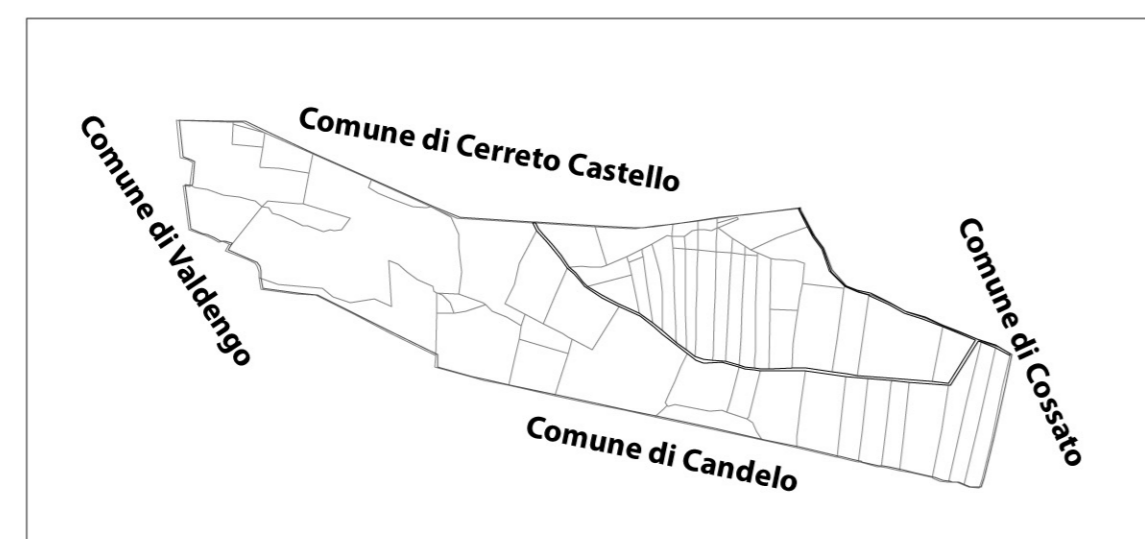 Comune di Cerreto Castello
Comune di Valdengo
Comune di Cossato
Comune di Candelo